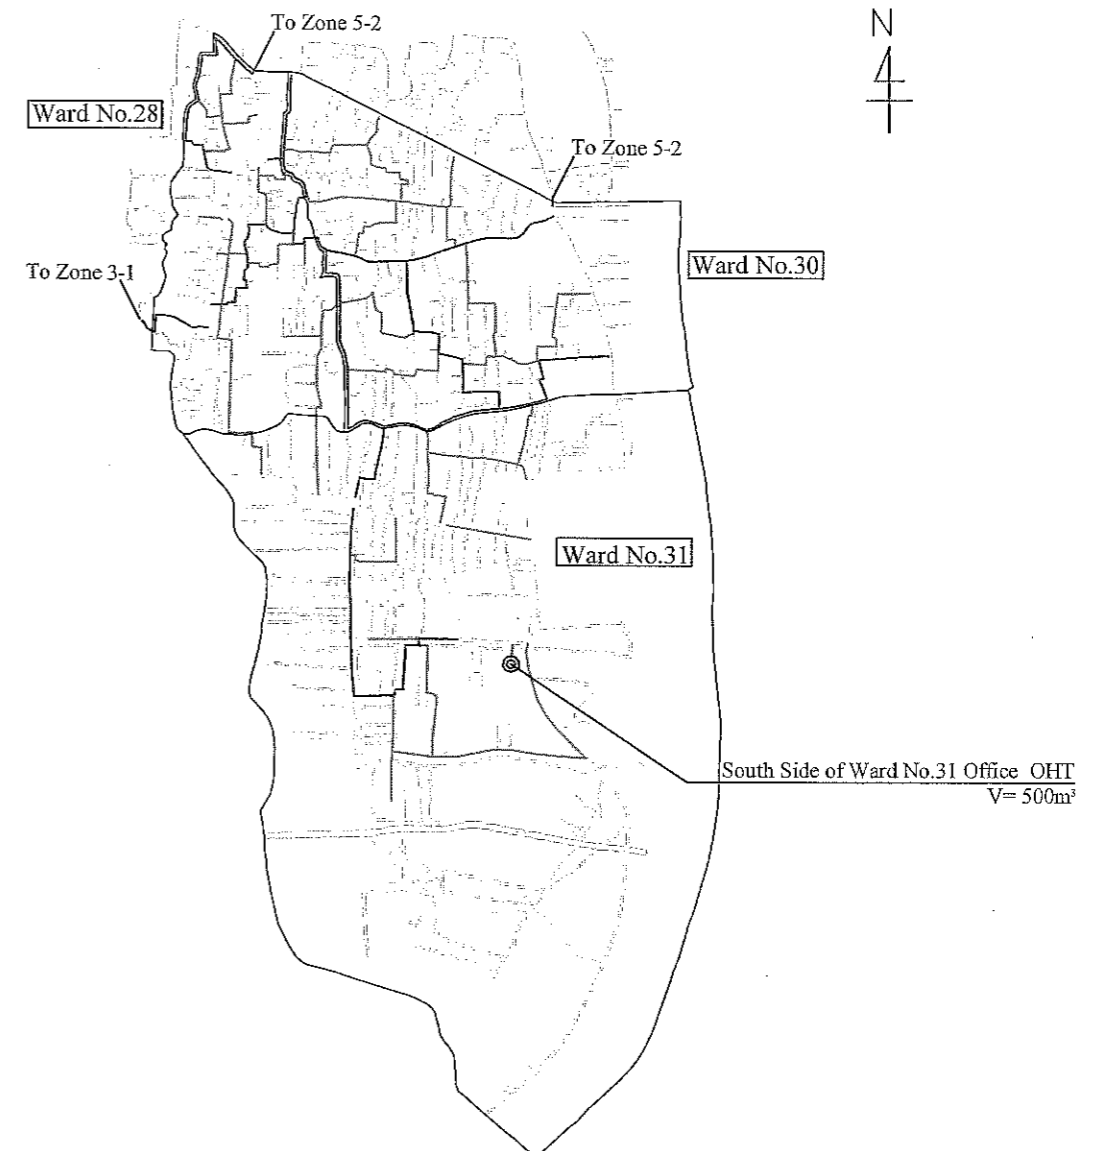 To Zone 5-2
N
Ward No.28
To Zone 5-2
Ward No.30
To Zone 3-1
Ward No.31
South Side of Ward No.31 Office OHT
V= 500m³